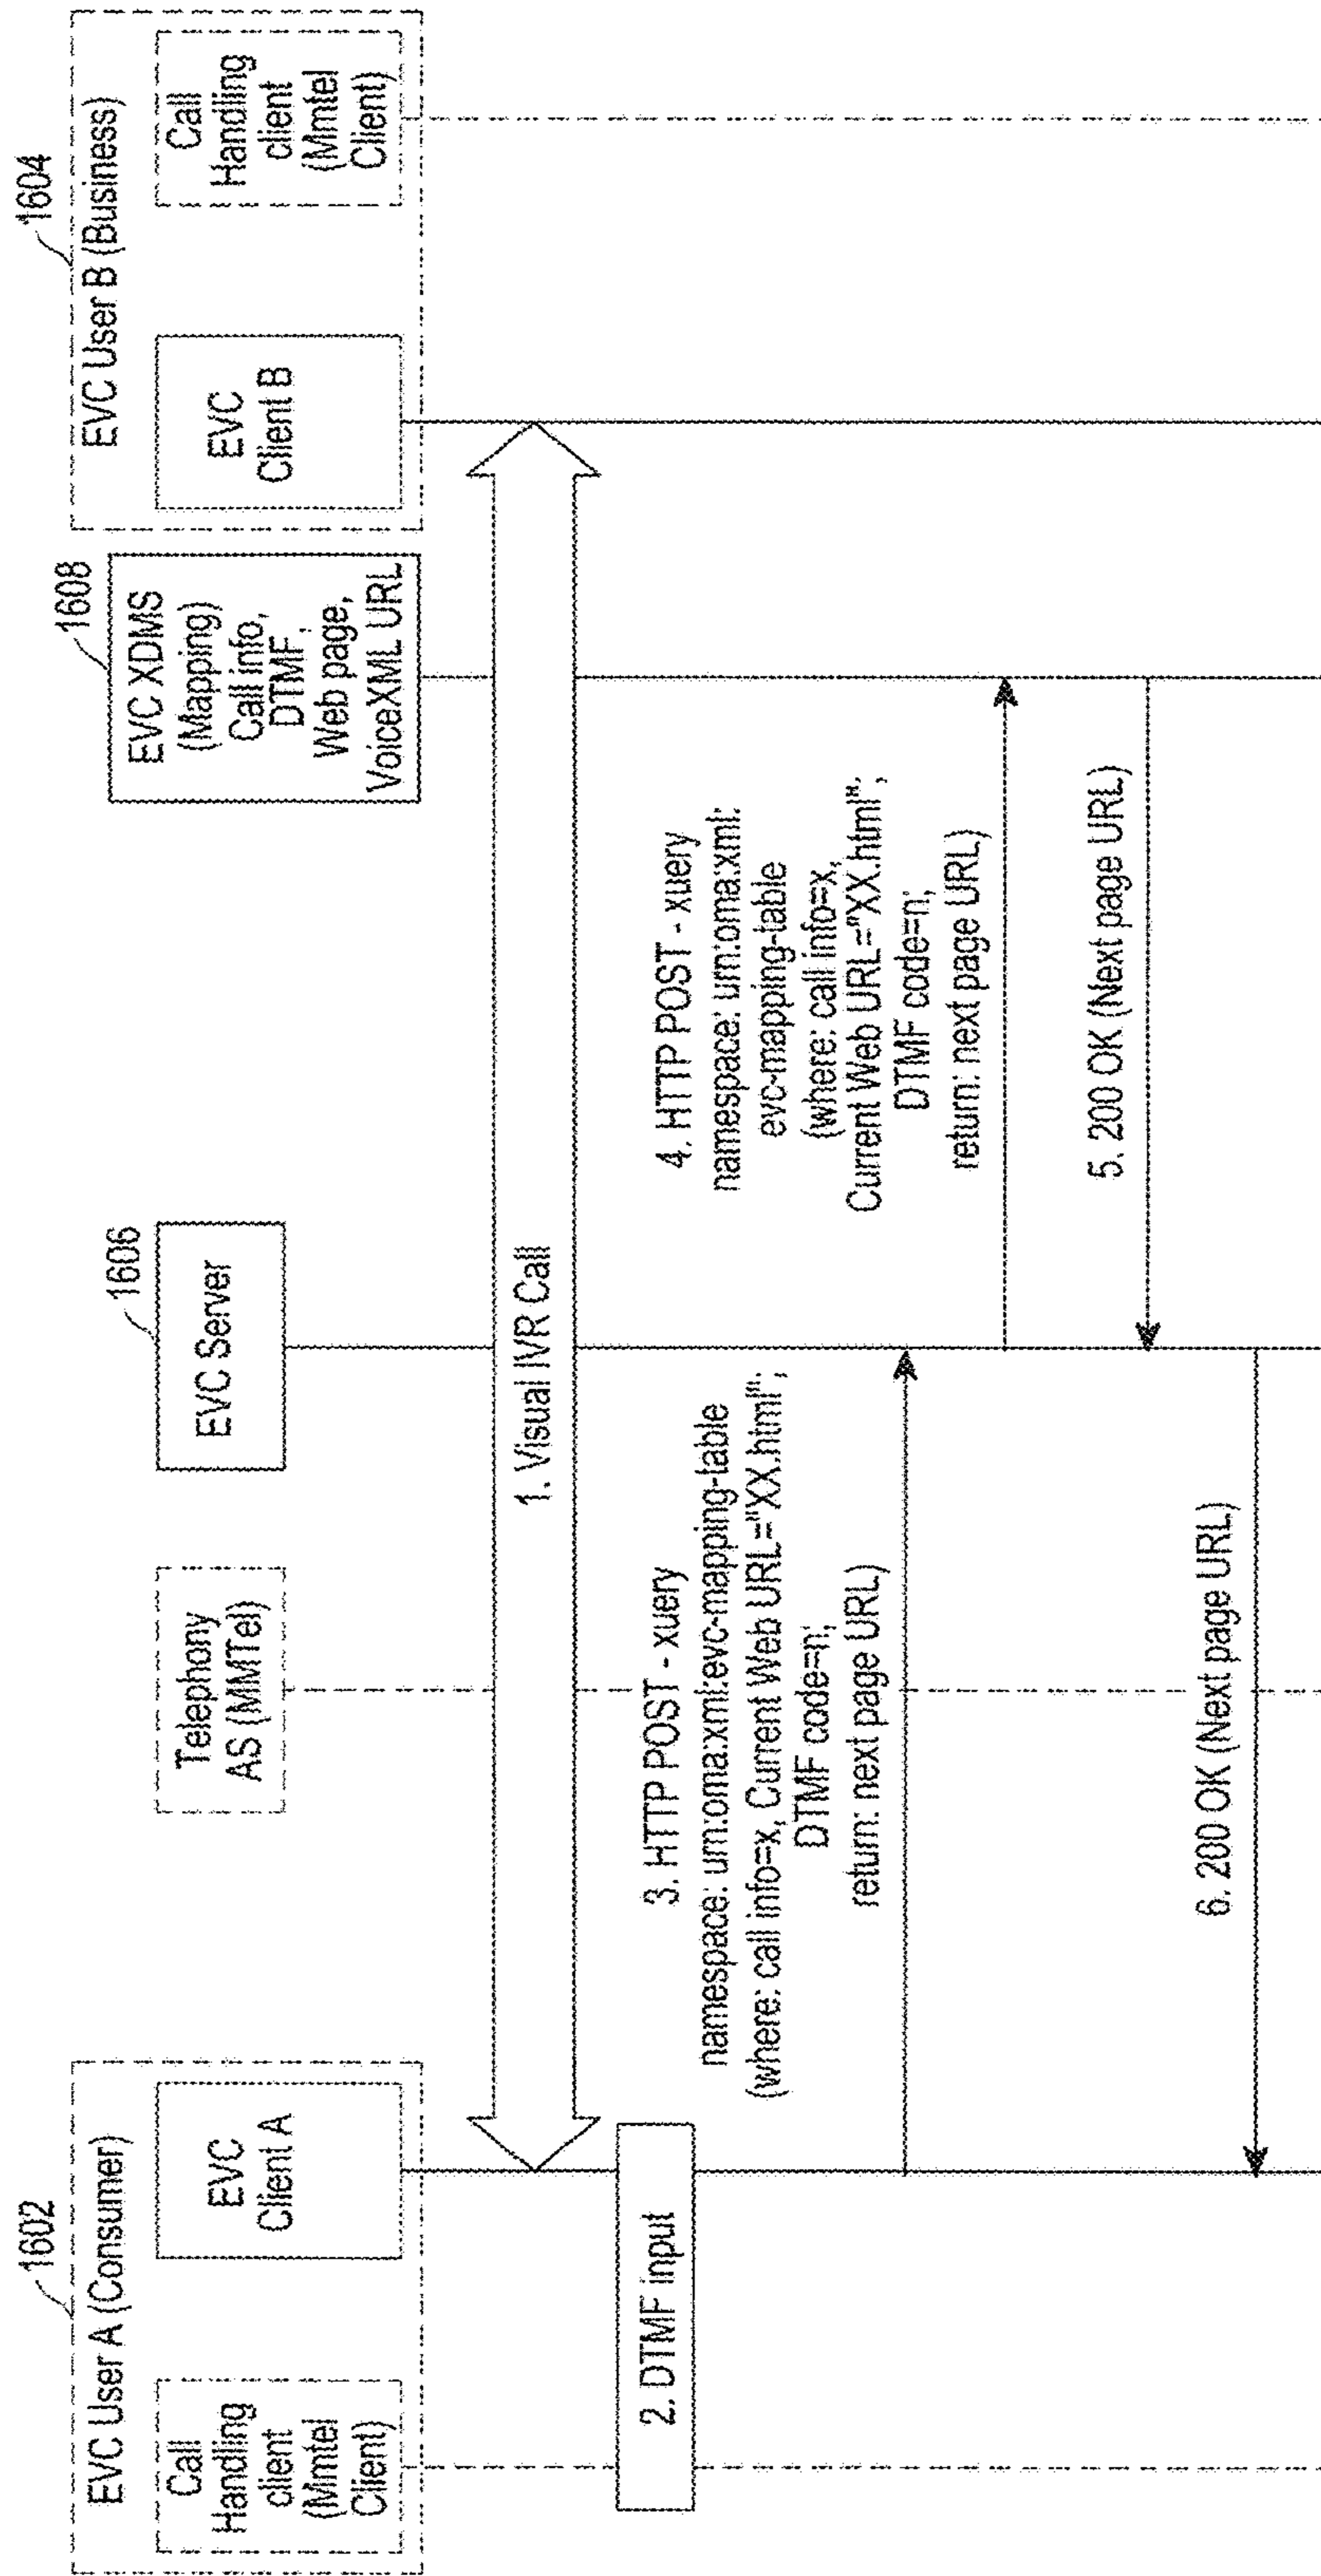 1602
EVC User A (Consumer)
Call
Handling
client
(Mmtel
Client)
EVC
Client A
Telephony
AS (MMTel)
1606
EVC Server
1608
EVC XDMS
(Mapping)
Call info,
DTMF,
Web page,
VoiceXML URL
1604
EVC User B (Business)
EVC
Client B
Call
Handling
client
(Mmtel
Client)
1. Visual IVR Call
2. DTMF input
3. HTTP POST - xuery
namespace: urn:oma:xml:evc-mapping-table
(where: call info=x, Current Web URL="XX.html";
DTMF code=n;
return: next page URL)
4. HTTP POST - xuery
namespace: urn:oma:xml:
evc-mapping-table
(where: call info=x,
Current Web URL="XX.html";
DTMF code=n;
return: next page URL)
5. 200 OK (Next page URL)
6. 200 OK (Next page URL)